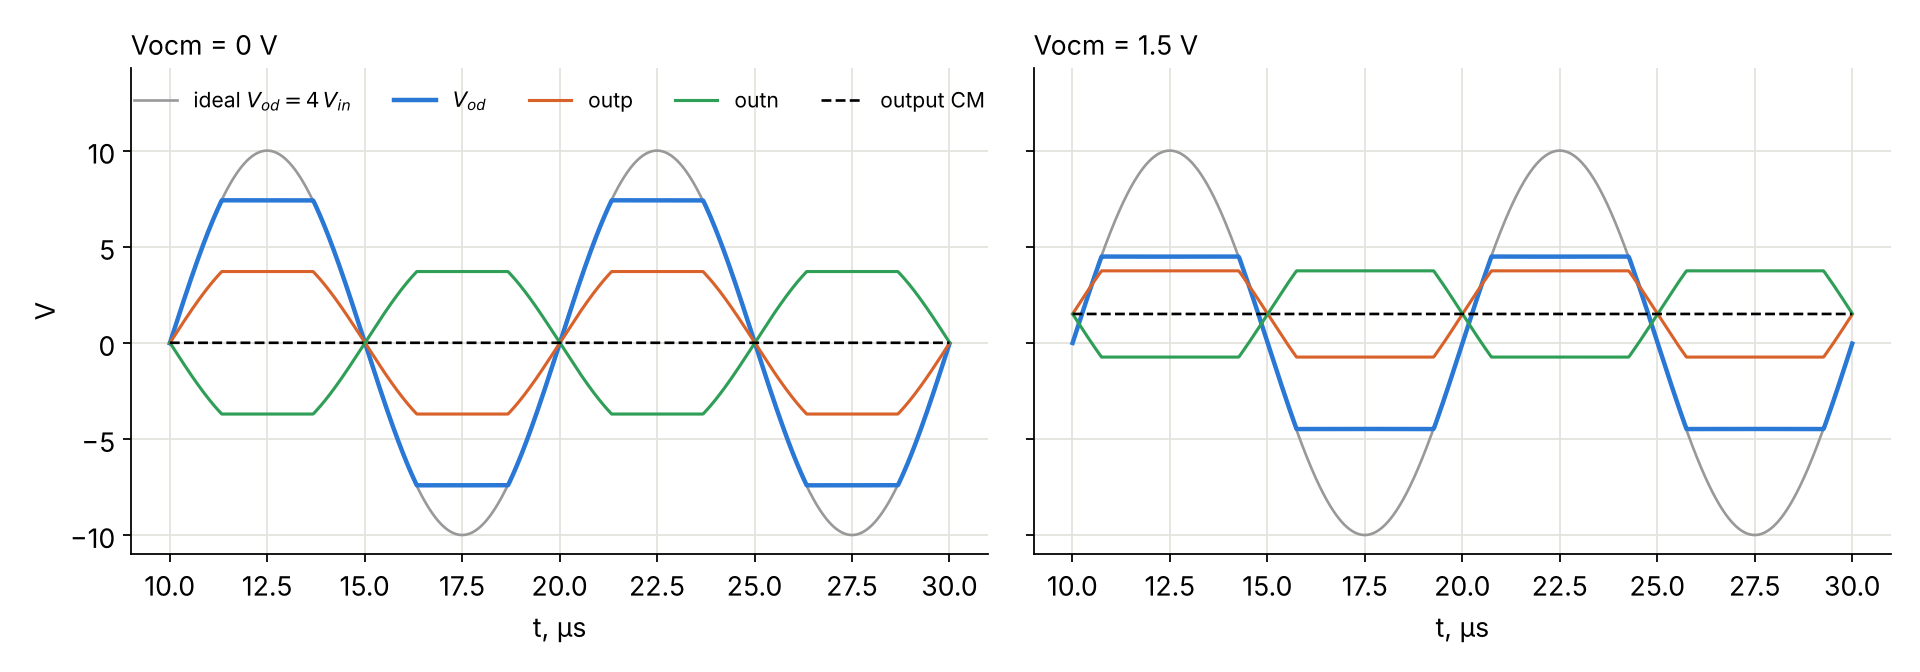 Vocm = 0 V
ideal V_od = 4 V_in V_od outp outn output CM
10
5
0
−5
−10
V
10.0 12.5 15.0 17.5 20.0 22.5 25.0 27.5 30.0
t, μs
Vocm = 1.5 V
10.0 12.5 15.0 17.5 20.0 22.5 25.0 27.5 30.0
t, μs